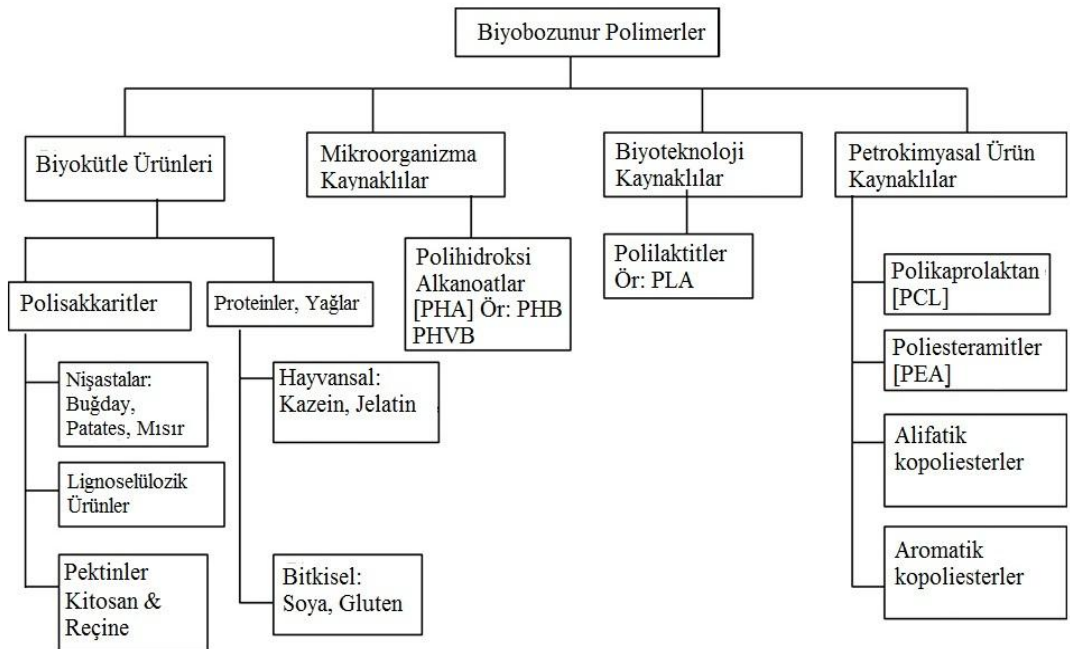 Biyobozunur Polimerler
Biyokütle Ürünleri
Mikroorganizma
Kaynaklılar
Biyoteknoloji
Kaynaklılar
Petrokimyasal Ürün
Kaynaklılar
Polisakkaritler
Proteinler, Yağlar
Polihidroksi
Alkanoatlar
[PHA] Ör: PHB
PHVB
Polilaktitler
Ör: PLA
Polikaprolaktan
[PCL]
Poliesteramitler
[PEA]
Alifatik
kopoliesterler
Aromatik
kopoliesterler
Nişastalar:
Buğday,
Patates, Mısır
Lignoselülozik
Ürünler
Pektinler
Kitosan &
Reçine
Hayvansal:
Kazein, Jelatin
Bitkisel:
Soya, Gluten